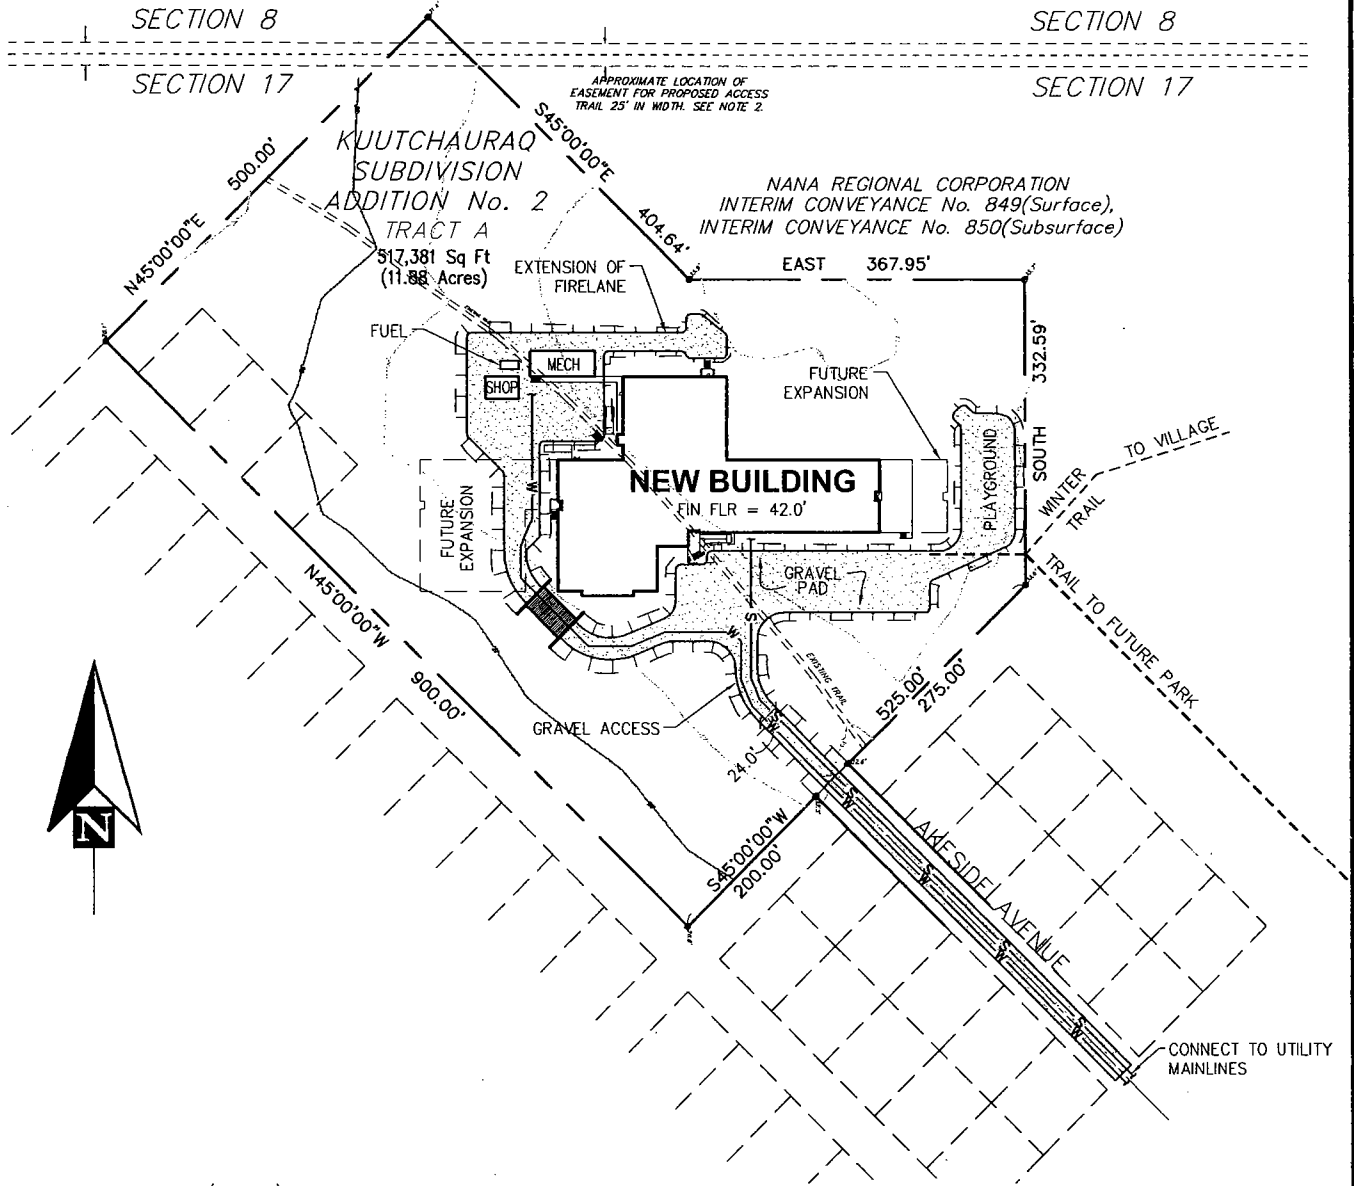 SECTION 8
SECTION 8
SECTION 17
SECTION 17
APPROXIMATE LOCATION OF
EASEMENT FOR PROPOSED ACCESS
TRAIL 25' IN WIDTH. SEE NOTE 2.
S45°00'00"E
404.64'
500.00'
N45°00'00"E
KUUTCHAURAQ
SUBDIVISION
ADDITION No. 2
TRACT A
517,381 Sq Ft
(11.88 Acres)
NANA REGIONAL CORPORATION
INTERIM CONVEYANCE No. 849(Surface),
INTERIM CONVEYANCE No. 850(Subsurface)
EAST 367.95'
EXTENSION OF
FIRELANE
FUEL
MECH
SHOP
FUTURE
EXPANSION
332.59'
SOUTH
PLAYGROUND
TO VILLAGE
WINTER
TRAIL
NEW BUILDING
FIN FLR = 42.0'
FUTURE
EXPANSION
W
GRAVEL
PAD
TRAIL TO FUTURE PARK
N45°00'00"W
900.00'
S
W
W
EXISTING TRAIL
525.00'
275.00'
GRAVEL ACCESS
24.0'
S
W
S45°00'00"W
200.00'
S
W
LAKESIDE AVENUE
S
W
S
W
S
W
CONNECT TO UTILITY
MAINLINES
N